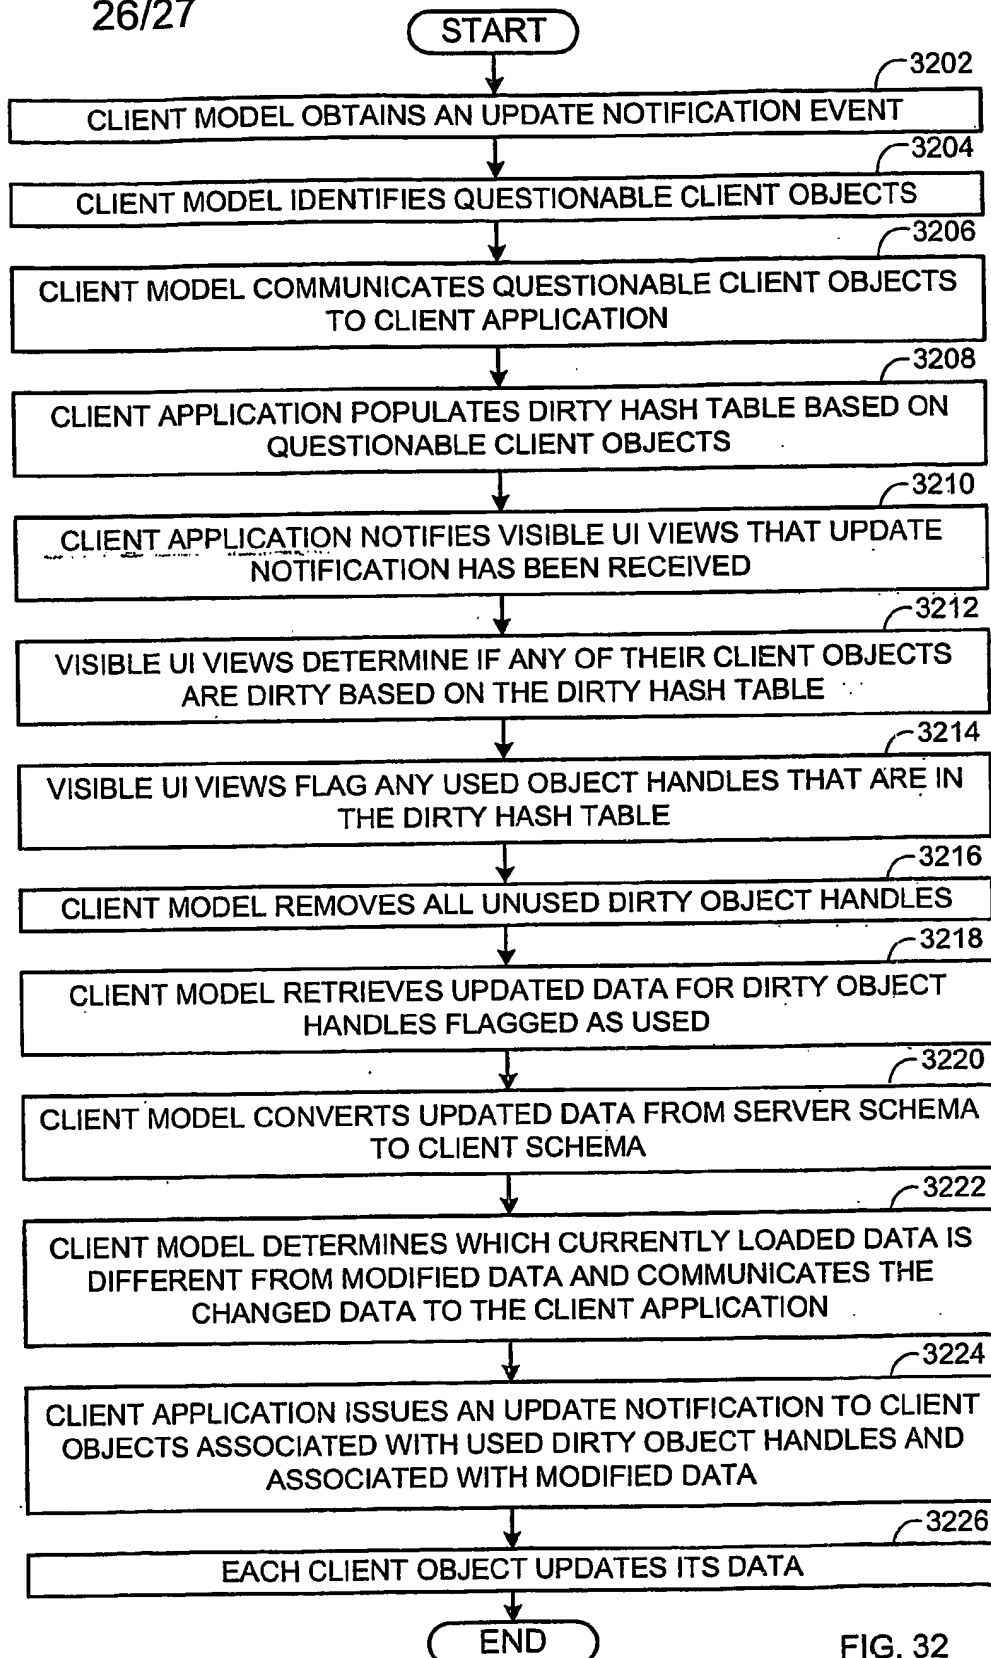 26/27
START
3202
CLIENT MODEL OBTAINS AN UPDATE NOTIFICATION EVENT
3204
CLIENT MODEL IDENTIFIES QUESTIONABLE CLIENT OBJECTS
3206
CLIENT MODEL COMMUNICATES QUESTIONABLE CLIENT OBJECTS
TO CLIENT APPLICATION
3208
CLIENT APPLICATION POPULATES DIRTY HASH TABLE BASED ON
QUESTIONABLE CLIENT OBJECTS
3210
CLIENT APPLICATION NOTIFIES VISIBLE UI VIEWS THAT UPDATE
NOTIFICATION HAS BEEN RECEIVED
3212
VISIBLE UI VIEWS DETERMINE IF ANY OF THEIR CLIENT OBJECTS
ARE DIRTY BASED ON THE DIRTY HASH TABLE
3214
VISIBLE UI VIEWS FLAG ANY USED OBJECT HANDLES THAT ARE IN
THE DIRTY HASH TABLE
3216
CLIENT MODEL REMOVES ALL UNUSED DIRTY OBJECT HANDLES
3218
CLIENT MODEL RETRIEVES UPDATED DATA FOR DIRTY OBJECT
HANDLES FLAGGED AS USED
3220
CLIENT MODEL CONVERTS UPDATED DATA FROM SERVER SCHEMA
TO CLIENT SCHEMA
3222
CLIENT MODEL DETERMINES WHICH CURRENTLY LOADED DATA IS
DIFFERENT FROM MODIFIED DATA AND COMMUNICATES THE
CHANGED DATA TO THE CLIENT APPLICATION
3224
CLIENT APPLICATION ISSUES AN UPDATE NOTIFICATION TO CLIENT
OBJECTS ASSOCIATED WITH USED DIRTY OBJECT HANDLES AND
ASSOCIATED WITH MODIFIED DATA
3226
EACH CLIENT OBJECT UPDATES ITS DATA
END
FIG. 32